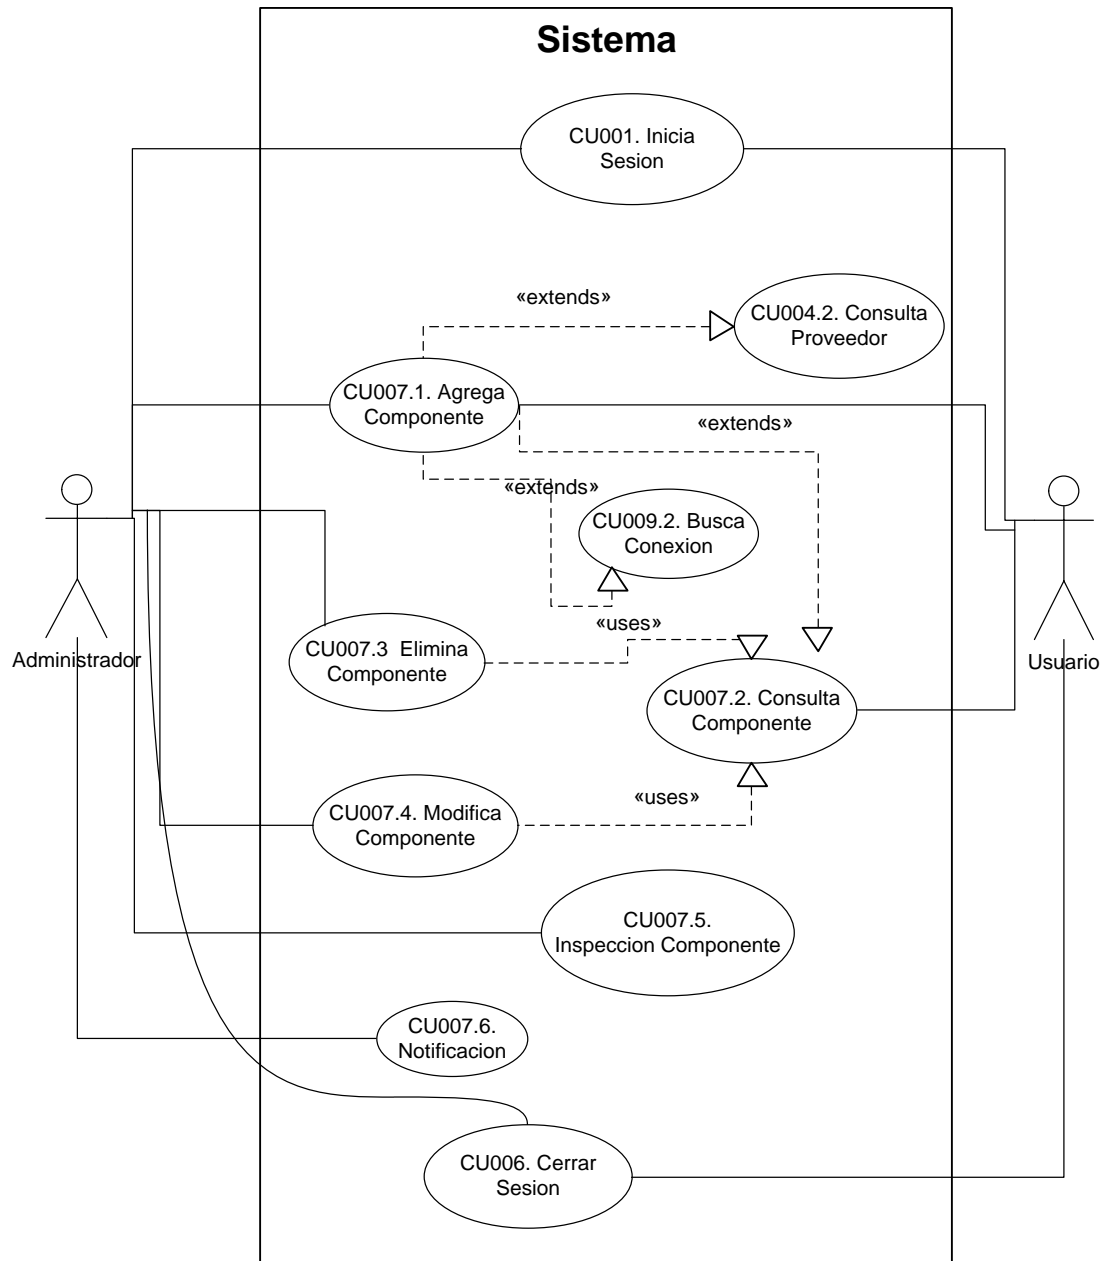 Sistema
CU001. Inicia
Sesion
«extends»
CU004.2. Consulta
Proveedor
CU007.1. Agrega
Componente
«extends»
«extends»
CU009.2. Busca
Conexion
«uses»
Administrador
Usuario
CU007.3  Elimina
Componente
CU007.2. Consulta
Componente
«uses»
CU007.4. Modifica
Componente
CU007.5.
Inspeccion Componente
CU007.6.
Notificacion
CU006. Cerrar
Sesion